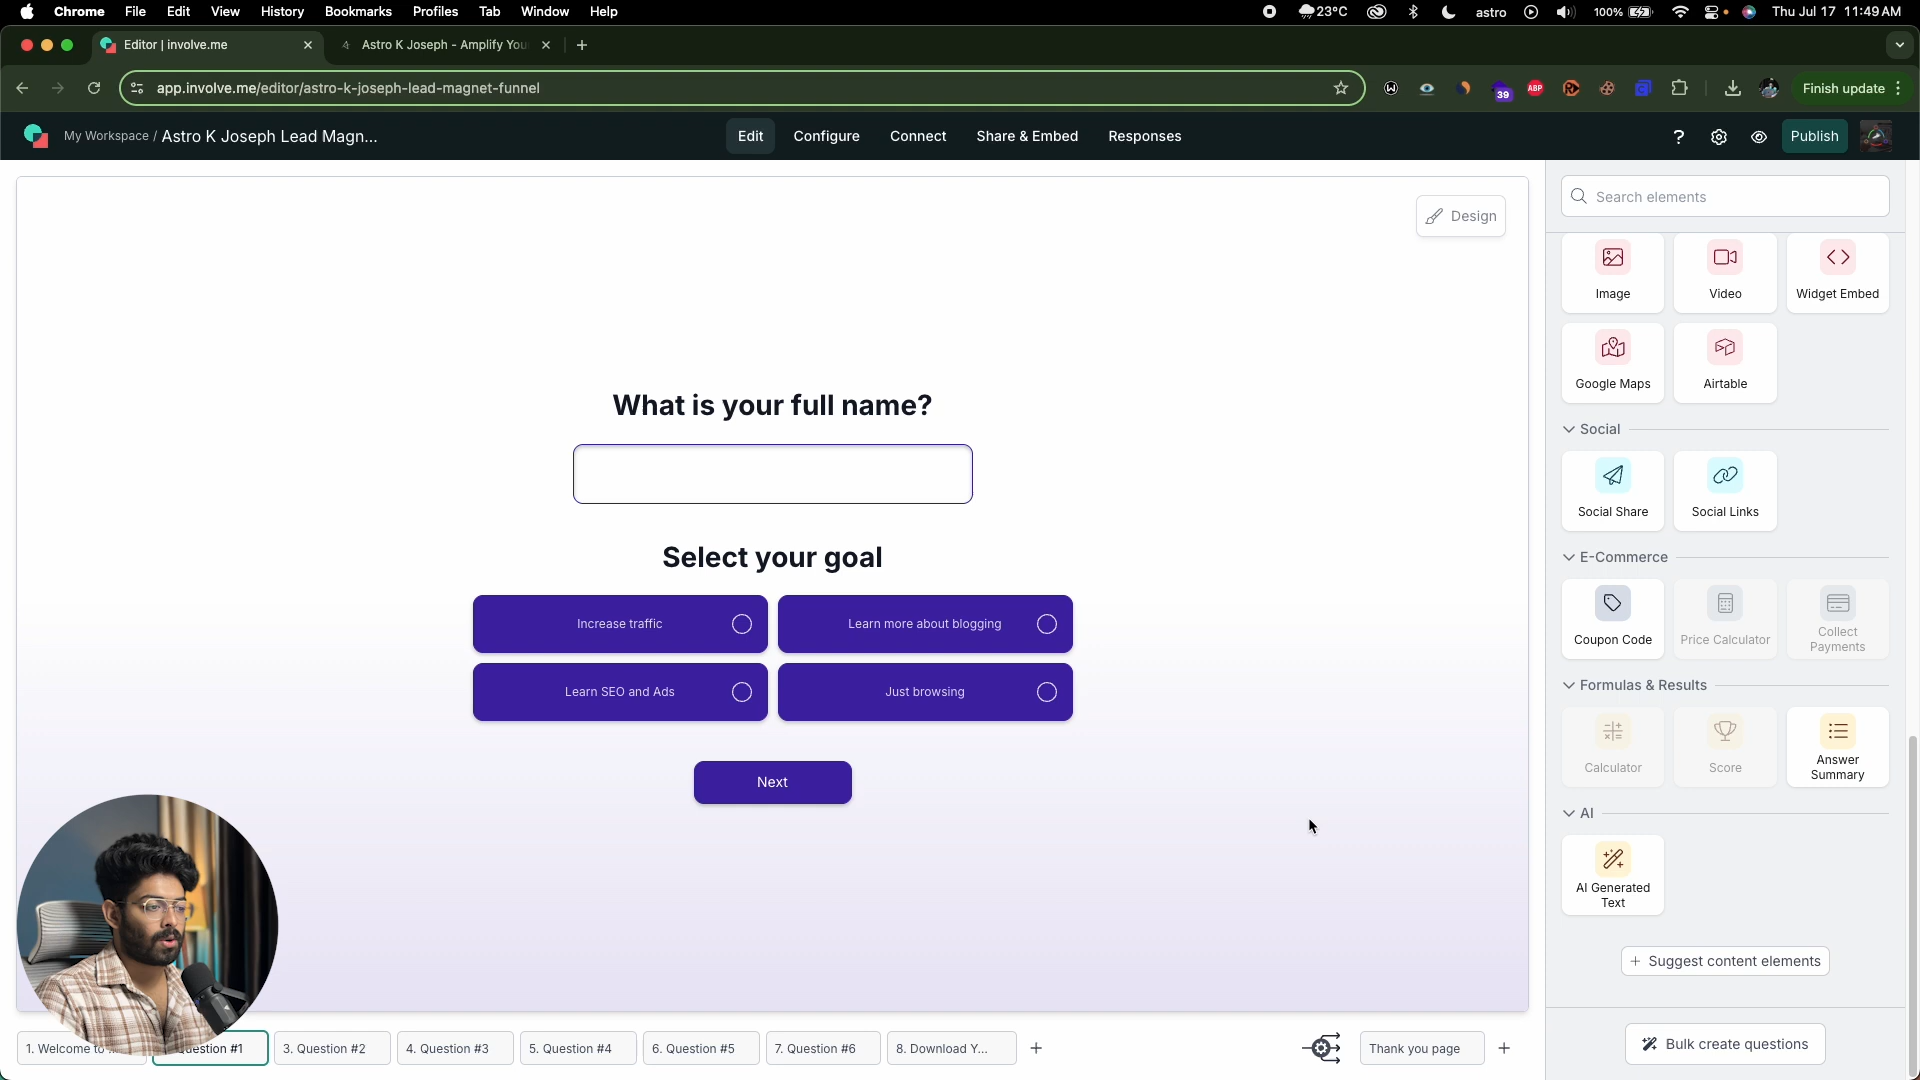 Chrome File Edit View History Bookmarks Profiles Tab Window Help 23°C astro 100% Thu Jul 17 11:49 AM
Editor | involve.me Astro K Joseph - Amplify You
app.involve.me/editor/astro-k-joseph-lead-magnet-funnel 39 ABP Finish update
My Workspace / Astro K Joseph Lead Magn... Edit Configure Connect Share & Embed Responses ? Publish
Design
What is your full name?
Select your goal
Increase traffic
Learn more about blogging
Learn SEO and Ads
Just browsing
Next
Search elements
Image Video Widget Embed
Google Maps Airtable
Social
Social Share Social Links
E-Commerce
Coupon Code Price Calculator Collect
Payments
Formulas & Results
Calculator Score Answer
Summary
AI
AI Generated
Text
+ Suggest content elements
Bulk create questions
1. Welcome to estion #1 3. Question #2 4. Question #3 5. Question #4 6. Question #5 7. Question #6 8. Download Y... + Thank you page +